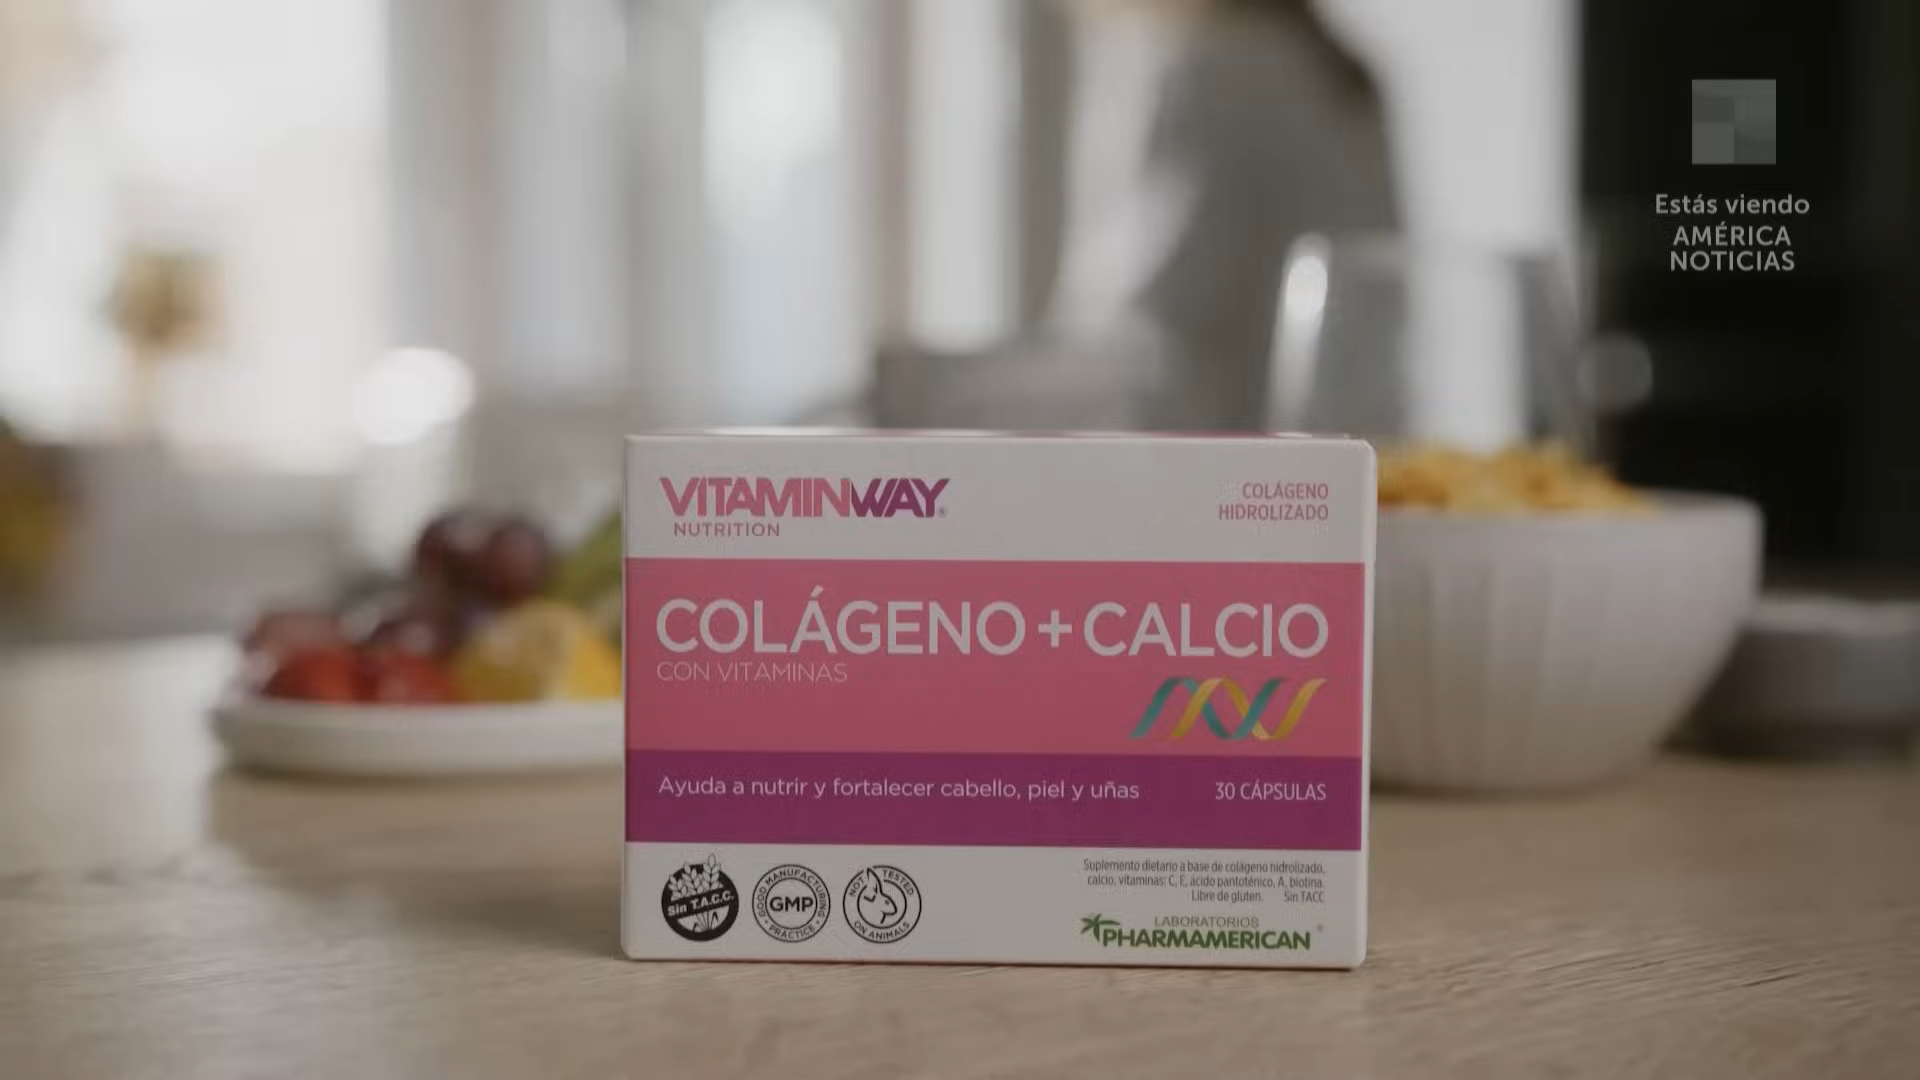 Estás viendo
AMÉRICA
NOTICIAS
VITAMINWAY®
NUTRITION
COLÁGENO
HIDROLIZADO
COLÁGENO + CALCIO
CON VITAMINAS
Ayuda a nutrir y fortalecer cabello, piel y uñas
30 CÁPSULAS
Sin T.A.C.C.
GOOD MANUFACTURING
GMP
PRACTICE
NOT TESTED
ON ANIMALS
Suplemento dietario a base de colágeno hidrolizado,
calcio, vitaminas: C, E, ácido pantoténico, A, biotina.
Libre de gluten. Sin TACC
LABORATORIOS
PHARMAMERICAN